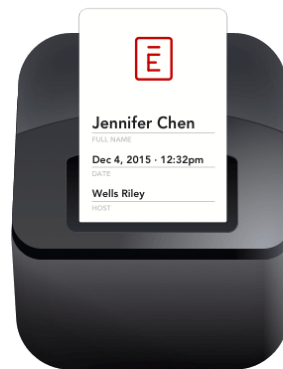 E
Jennifer Chen
FULL NAME
Dec 4, 2015 · 12:32pm
DATE
Wells Riley
HOST